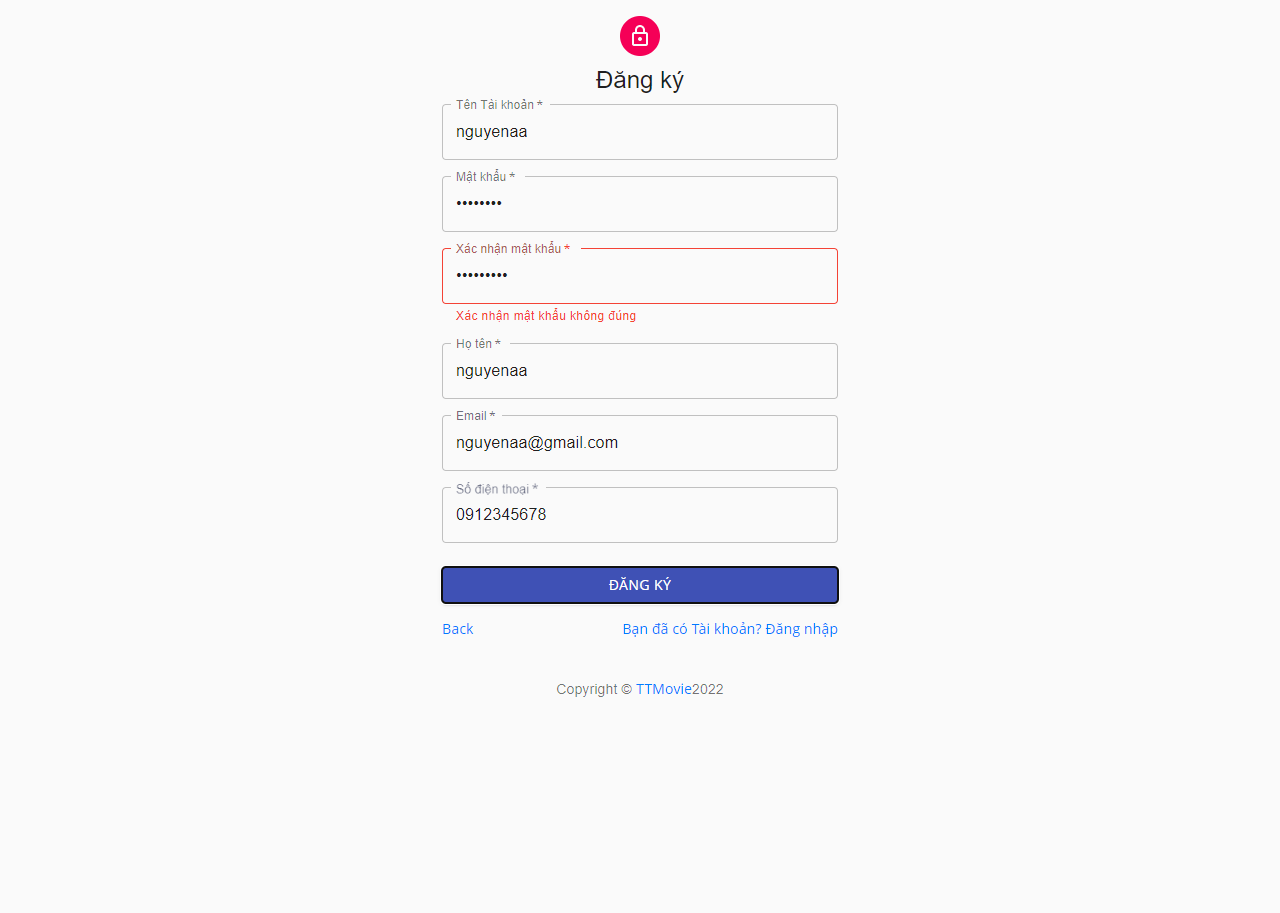 Đăng ký
Tên Tài khoản *
nguyenaa
Mật khẩu *
••••••••
Xác nhận mật khẩu *
•••••••••
Xác nhận mật khẩu không đúng
Họ tên *
nguyenaa
Email *
nguyenaa@gmail.com
Số điện thoại *
0912345678
ĐĂNG KÝ
Back Bạn đã có Tài khoản? Đăng nhập
Copyright © TTMovie2022